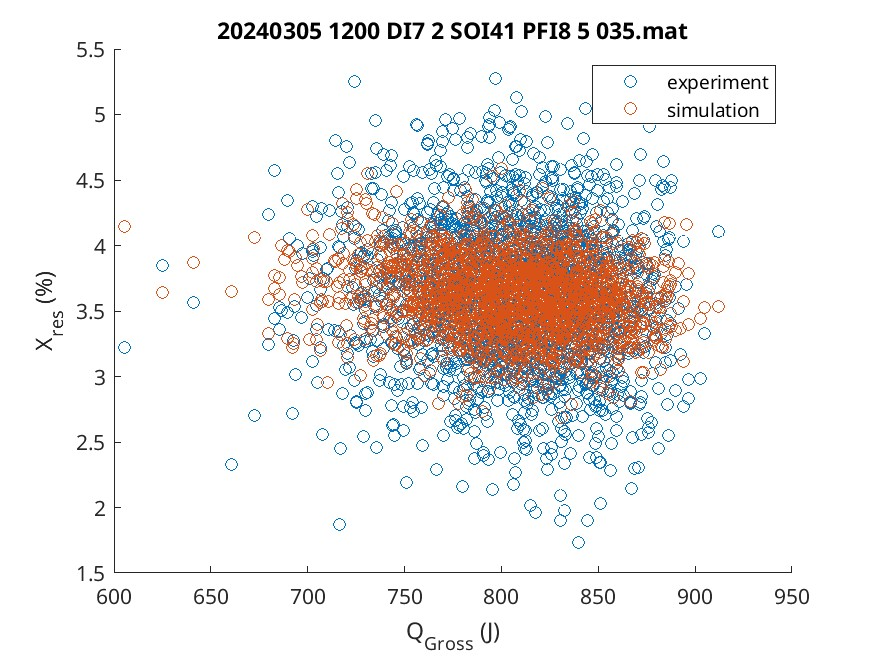 20240305 1200 DI7 2 SOI41 PFI8 5 035.mat
5.5
5
4.5
4
3.5
3
2.5
2
1.5
X_res (%)
experiment
simulation
600 650 700 750 800 850 900 950
Q_Gross (J)